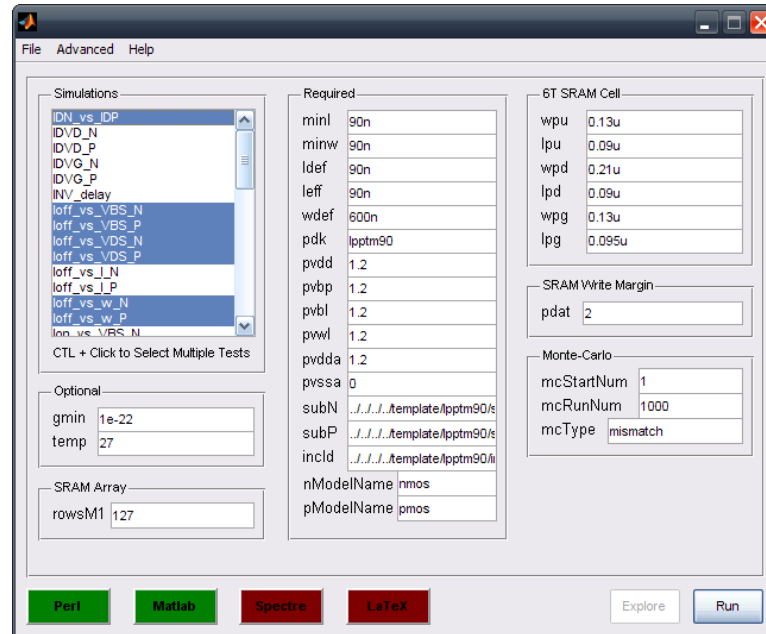 File Advanced Help
Simulations
IDN_vs_IDP
IDVD_N
IDVD_P
IDVG_N
IDVG_P
INV_delay
Ioff_vs_VBS_N
Ioff_vs_VBS_P
Ioff_vs_VDS_N
Ioff_vs_VDS_P
Ioff_vs_l_N
Ioff_vs_l_P
Ioff_vs_w_N
Ioff_vs_w_P
Ion_vs_VBS_N
CTL + Click to Select Multiple Tests
Optional
gmin 1e-22
temp 27
SRAM Array
rowsM1 127
Required
minl 90n
minw 90n
ldef 90n
leff 90n
wdef 600n
pdk lpptm90
pvdd 1.2
pvbp 1.2
pvbl 1.2
pvwl 1.2
pvdda 1.2
pvssa 0
subN ../../../../template/lpptm90/s
subP ../../../../template/lpptm90/s
incld ../../../../template/lpptm90/i
nModelName nmos
pModelName pmos
6T SRAM Cell
wpu 0.13u
lpu 0.09u
wpd 0.21u
lpd 0.09u
wpg 0.13u
lpg 0.095u
SRAM Write Margin
pdat 2
Monte-Carlo
mcStartNum 1
mcRunNum 1000
mcType mismatch
Perl Matlab Spectre LaTeX Explore Run